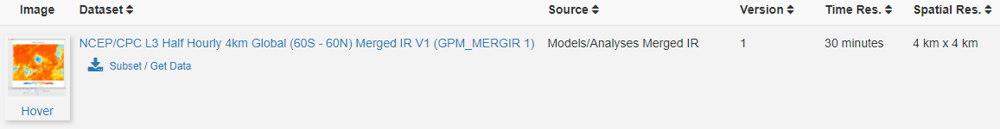 Image Dataset Source Version Time Res. Spatial Res.
NCEP/CPC L3 Half Hourly 4km Global (60S - 60N) Merged IR V1 (GPM_MERGIR 1) Models/Analyses Merged IR 1 30 minutes 4 km x 4 km
Subset / Get Data
Hover